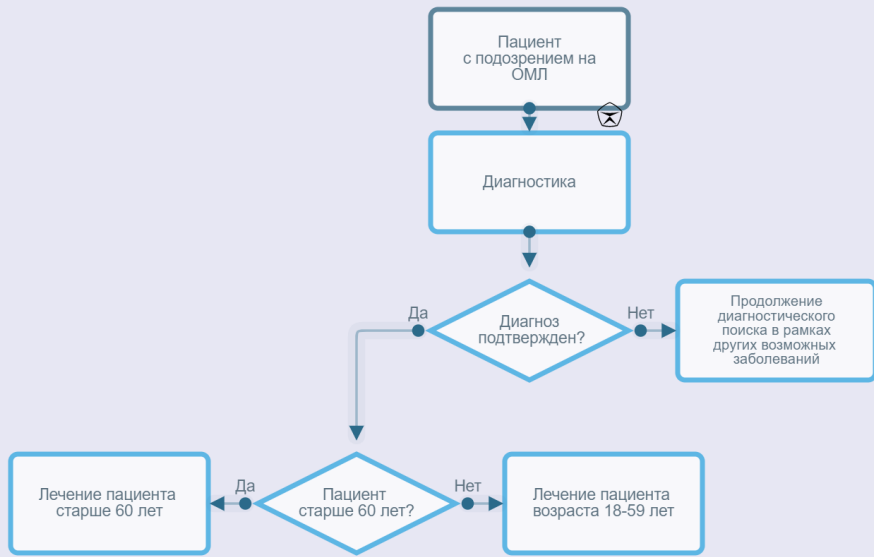 Пациент
с подозрением на
ОМЛ
Диагностика
Да
Диагноз
подтвержден?
Нет
Продолжение
диагностического
поиска в рамках
других возможных
заболеваний
Лечение пациента
старше 60 лет
Да
Пациент
старше 60 лет?
Нет
Лечение пациента
возраста 18-59 лет